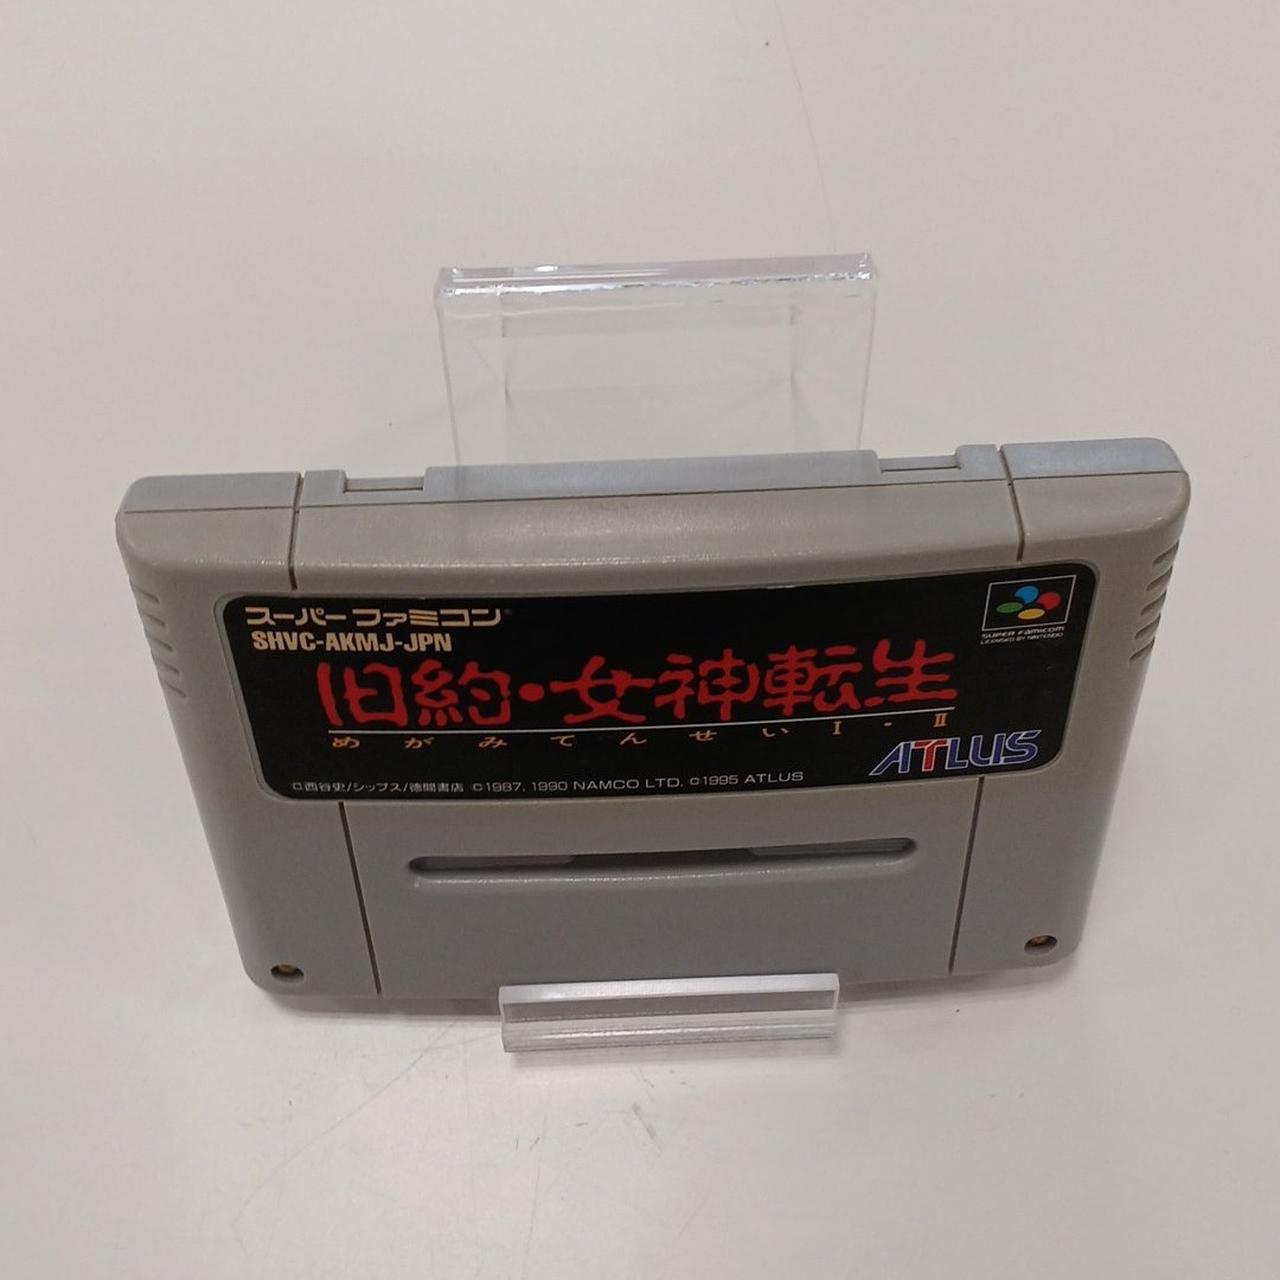 スーパーファミコン
SHVC-AKMJ-JPN
SUPER FAMICOM
LICENSED BY NINTENDO
旧約・女神転生
めがみてんせい I・II
ATLUS
©西谷史/シップス/徳間書店 ©1987, 1990 NAMCO LTD. ©1995 ATLUS